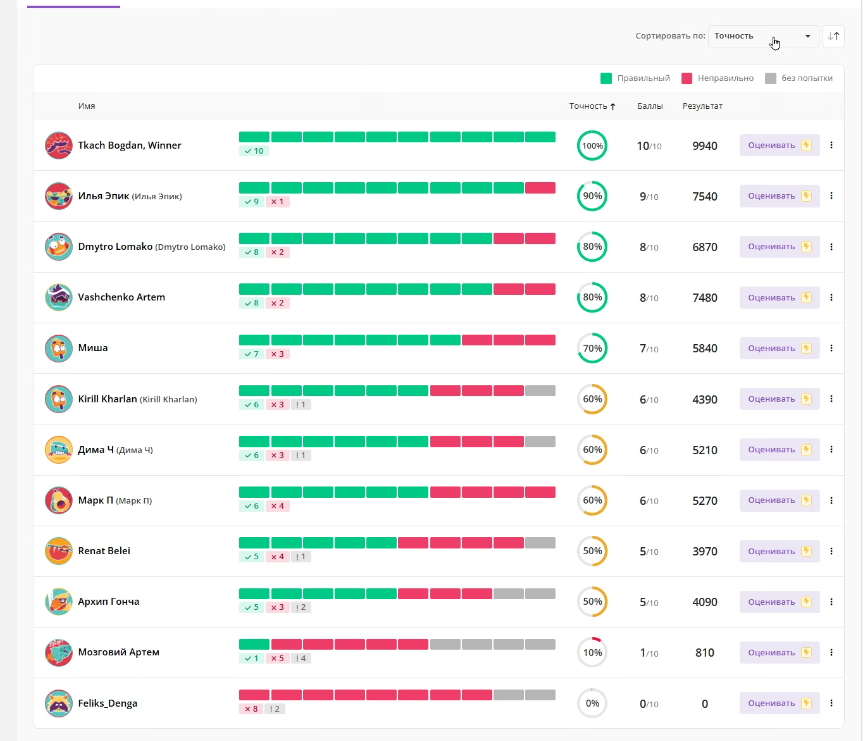 Сортировать по: Точность
Правильный Неправильно без попытки
Имя Точность Баллы Результат
Tkach Bogdan, Winner 10 100% 10/10 9940 Оценивать
Илья Эпик (Илья Эпик) 9 1 90% 9/10 7540 Оценивать
Dmytro Lomako (Dmytro Lomako) 8 2 80% 8/10 6870 Оценивать
Vashchenko Artem 8 2 80% 8/10 7480 Оценивать
Миша 7 3 70% 7/10 5840 Оценивать
Kirill Kharlan (Kirill Kharlan) 6 3 1 60% 6/10 4390 Оценивать
Дима Ч (Дима Ч) 6 3 1 60% 6/10 5210 Оценивать
Марк П (Марк П) 6 4 60% 6/10 5270 Оценивать
Renat Belei 5 4 1 50% 5/10 3970 Оценивать
Архип Гонча 5 3 2 50% 5/10 4090 Оценивать
Мозговий Артем 1 5 4 10% 1/10 810 Оценивать
Feliks_Denga 8 2 0% 0/10 0 Оценивать